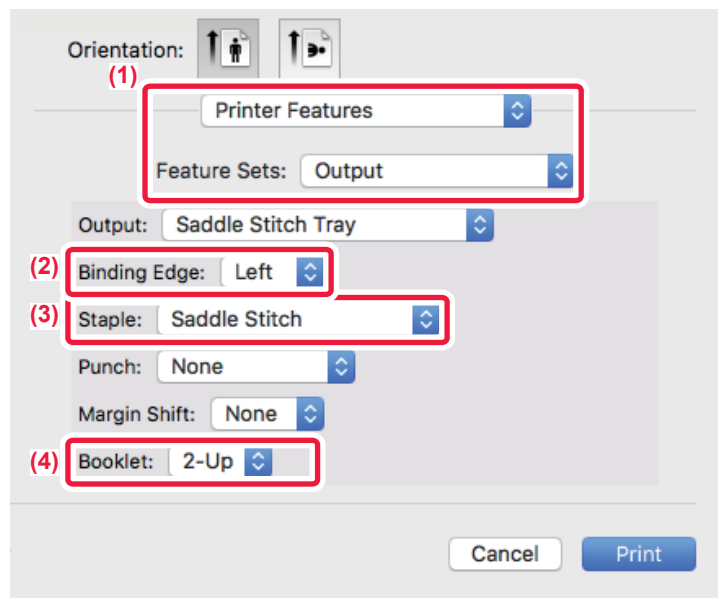 Orientation:
(1)
Printer Features
Feature Sets: Output
Output: Saddle Stitch Tray
(2) Binding Edge: Left
(3) Staple: Saddle Stitch
Punch: None
Margin Shift: None
(4) Booklet: 2-Up
Cancel Print